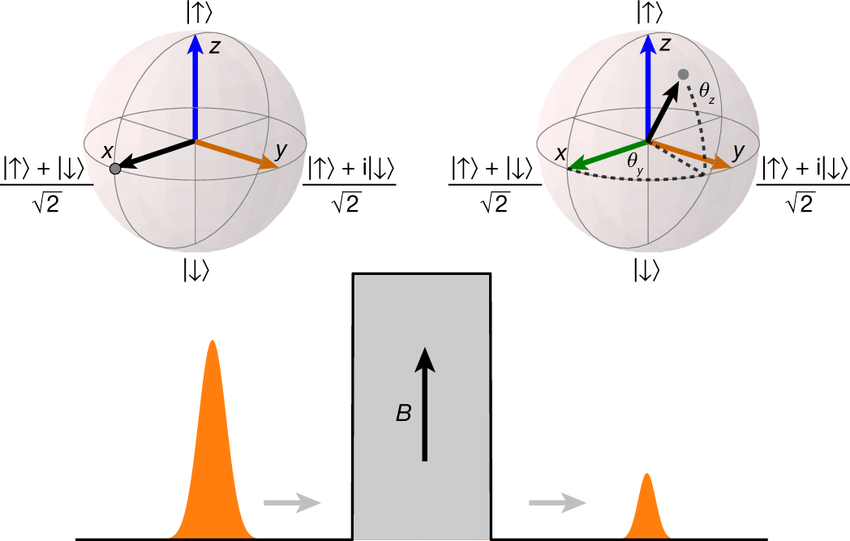 |↑⟩
z
x
y
|↑⟩ + |↓⟩
√2
|↑⟩ + i|↓⟩
√2
|↓⟩
|↑⟩
z
θz
x
θy
y
|↑⟩ + |↓⟩
√2
|↑⟩ + i|↓⟩
√2
|↓⟩
B